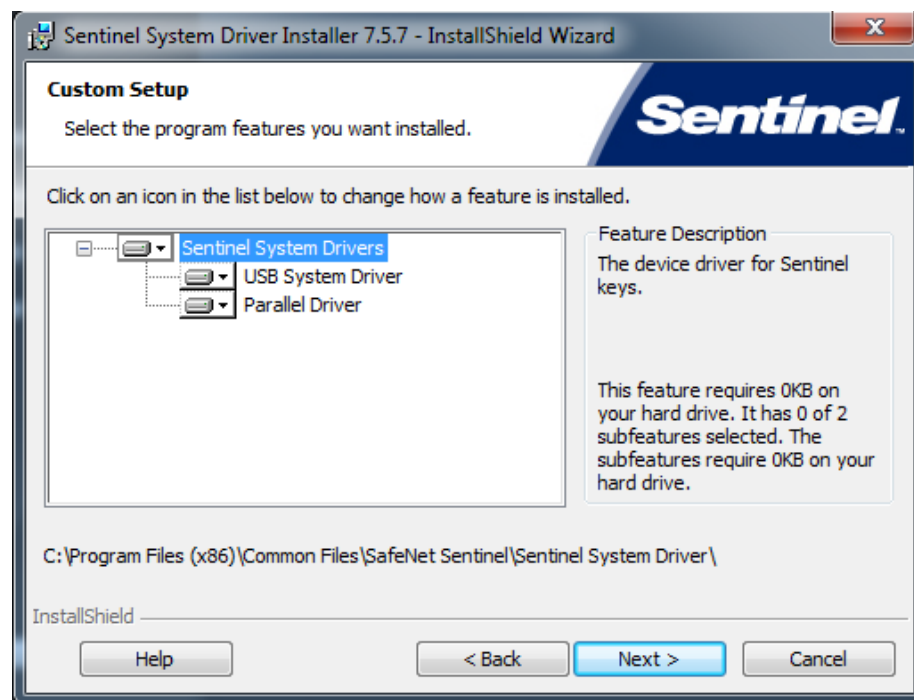 Sentinel System Driver Installer 7.5.7 - InstallShield Wizard
Custom Setup
Select the program features you want installed.
Sentinel.
Click on an icon in the list below to change how a feature is installed.
Sentinel System Drivers
USB System Driver
Parallel Driver
Feature Description
The device driver for Sentinel
keys.
This feature requires 0KB on
your hard drive. It has 0 of 2
subfeatures selected. The
subfeatures require 0KB on your
hard drive.
C:\Program Files (x86)\Common Files\SafeNet Sentinel\Sentinel System Driver\
InstallShield
Help
< Back
Next >
Cancel